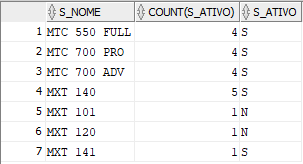 S_NOME COUNT(S_ATIVO) S_ATIVO
1 MTC 550 FULL 4 S
2 MTC 700 PRO 4 S
3 MTC 700 ADV 4 S
4 MXT 140 5 S
5 MXT 101 1 N
6 MXT 120 1 N
7 MXT 141 1 S